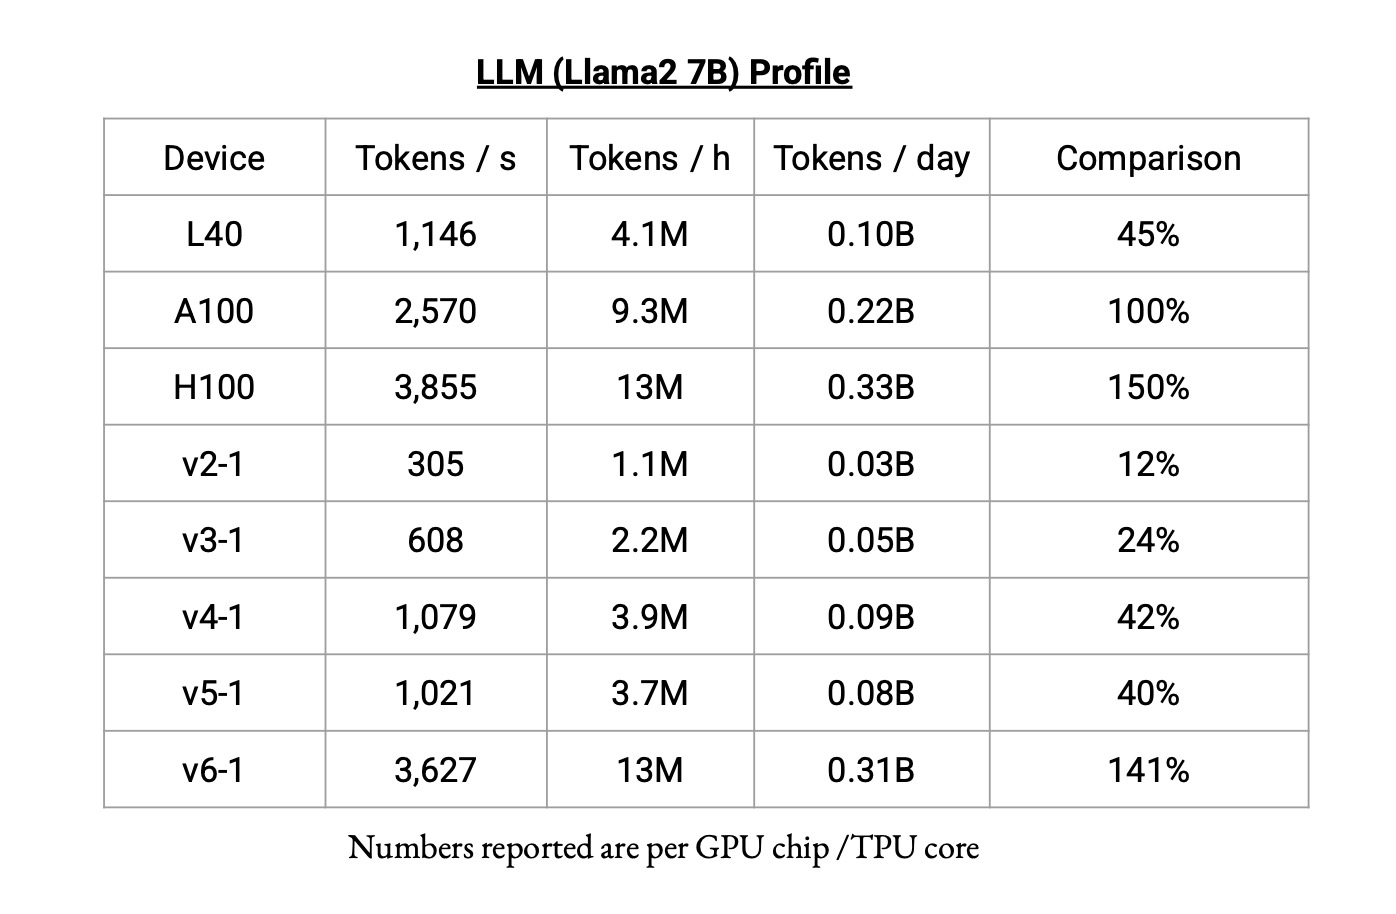 LLM (Llama2 7B) Profile
Device Tokens / s Tokens / h Tokens / day Comparison
L40 1,146 4.1M 0.10B 45%
A100 2,570 9.3M 0.22B 100%
H100 3,855 13M 0.33B 150%
v2-1 305 1.1M 0.03B 12%
v3-1 608 2.2M 0.05B 24%
v4-1 1,079 3.9M 0.09B 42%
v5-1 1,021 3.7M 0.08B 40%
v6-1 3,627 13M 0.31B 141%
Numbers reported are per GPU chip /TPU core